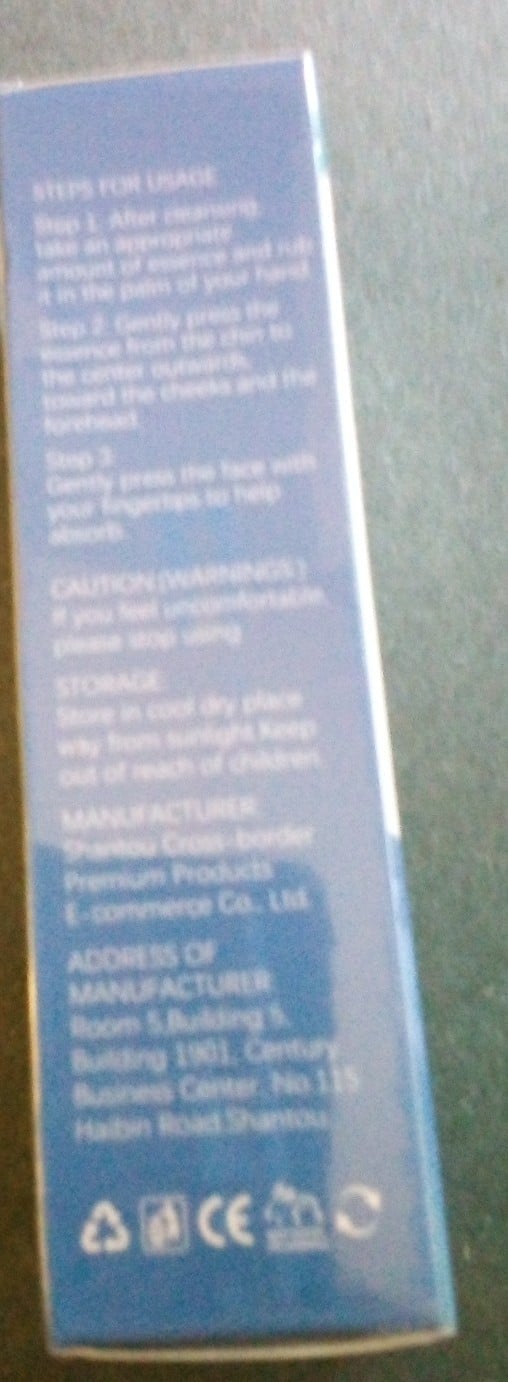 STEPS FOR USAGE
Step 1. After cleansing,
take an appropriate
amount of essence and rub
it in the palm of your hand.
Step 2. Gently press the
essence from the chin to
the center outwards,
toward the cheeks and the
forehead.
Step 3.
Gently press the face with
your fingertips to help
absorb.
CAUTION (WARNINGS)
If you feel uncomfortable,
please stop using
STORAGE
Store in cool dry place
way from sunlight.Keep
out of reach of children.
MANUFACTURER
Shantou Cross-border
Premium Products
E-commerce Co., Ltd.
ADDRESS OF
MANUFACTURER
Room 5,Building 5,
Building 1901, Century
Business Center, No.115
Haibin Road,Shantou
CE